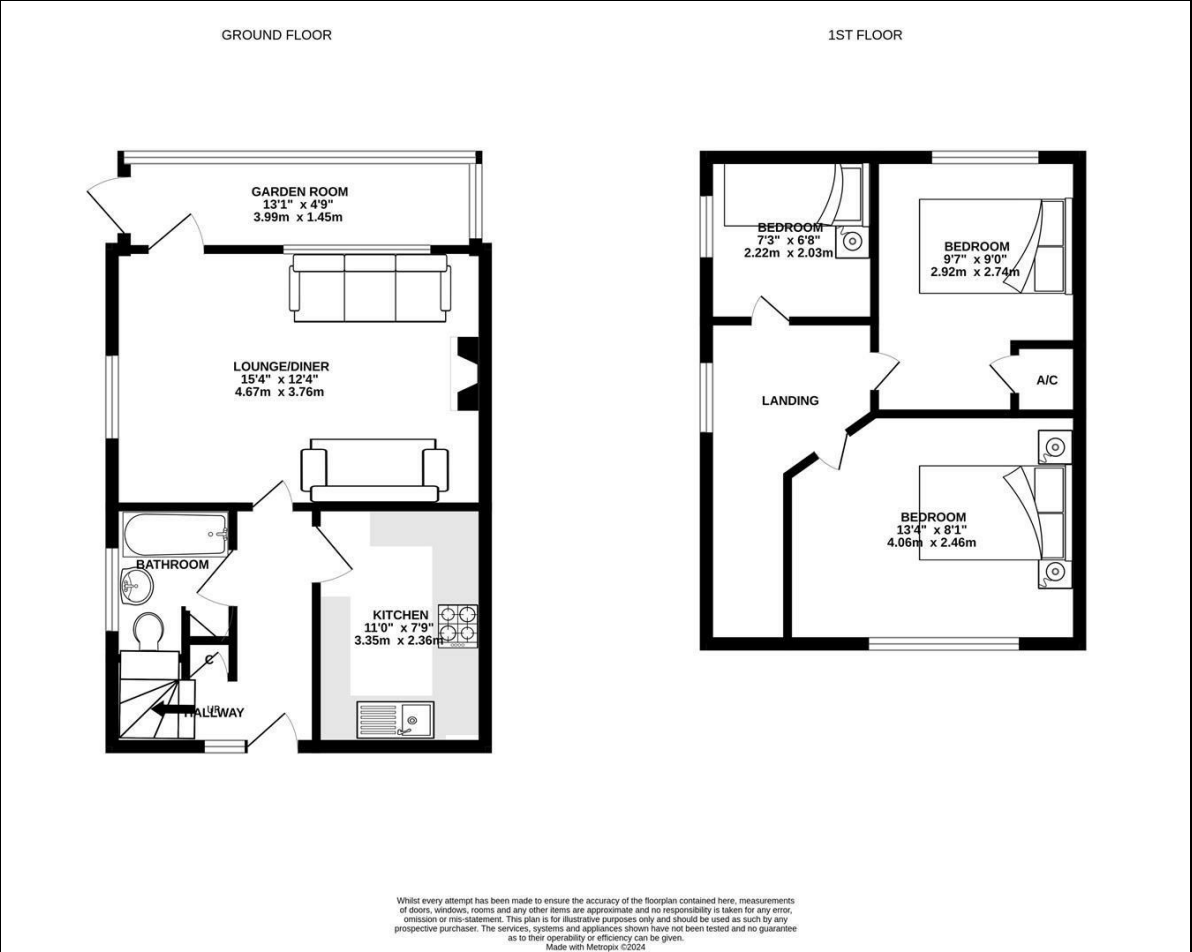 GROUND FLOOR
1ST FLOOR
GARDEN ROOM
13'1" x 4'9"
3.99m x 1.45m
LOUNGE/DINER
15'4" x 12'4"
4.67m x 3.76m
BATHROOM
KITCHEN
11'0" x 7'9"
3.35m x 2.36m
C
UP
HALLWAY
BEDROOM
7'3" x 6'8"
2.22m x 2.03m
BEDROOM
9'7" x 9'0"
2.92m x 2.74m
A/C
LANDING
BEDROOM
13'4" x 8'1"
4.06m x 2.46m
Whilst every attempt has been made to ensure the accuracy of the floorplan contained here, measurements
of doors, windows, rooms and any other items are approximate and no responsibility is taken for any error,
omission or mis-statement. This plan is for illustrative purposes only and should be used as such by any
prospective purchaser. The services, systems and appliances shown have not been tested and no guarantee
as to their operability or efficiency can be given.
Made with Metropix ©2024